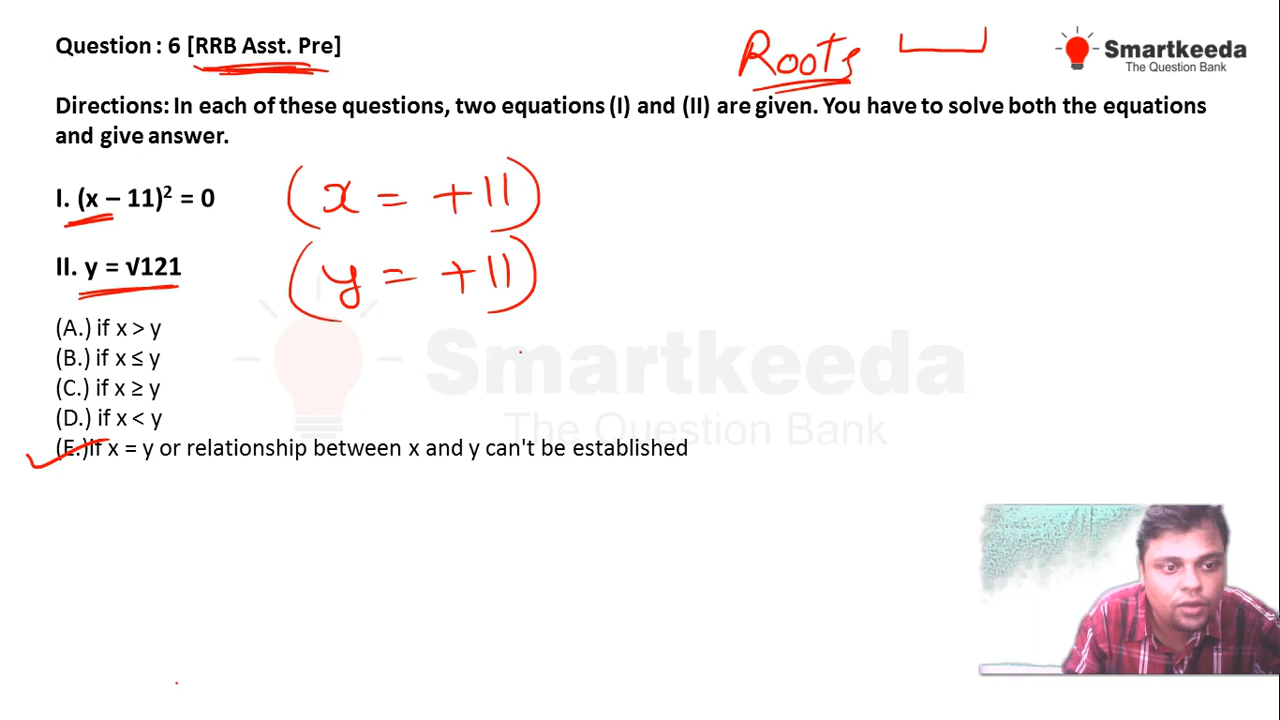 Question : 6 [RRB Asst. Pre]
Roots
Smartkeeda
The Question Bank
Directions: In each of these questions, two equations (I) and (II) are given. You have to solve both the equations
and give answer.
I. (x – 11)² = 0
(x = +11)
II. y = √121
(y = +11)
(A.) if x > y
(B.) if x ≤ y
(C.) if x ≥ y
(D.) if x < y
(E.)if x = y or relationship between x and y can't be established
Smartkeeda
The Question Bank